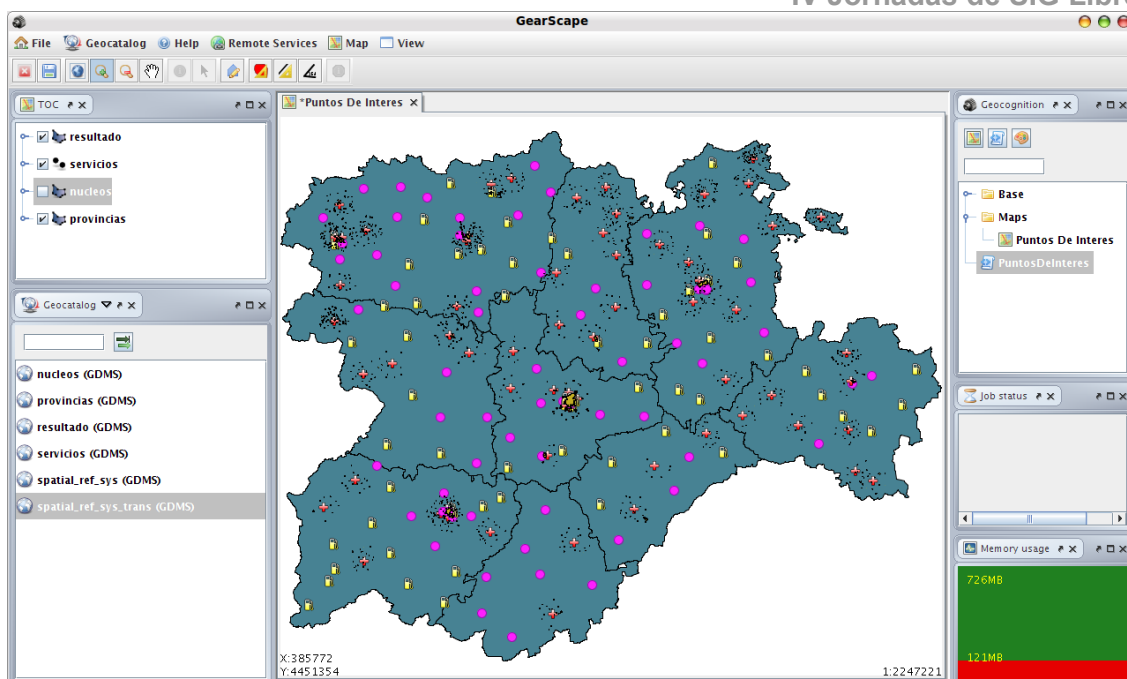 IV Jornadas de SIG Libre
GearScape
File Geocatalog Help Remote Services Map View
TOC
resultado
servicios
nucleos
provincias
Geocatalog
nucleos (GDMS)
provincias (GDMS)
resultado (GDMS)
servicios (GDMS)
spatial_ref_sys (GDMS)
spatial_ref_sys_trans (GDMS)
*Puntos De Interes
X:385772
Y:4451354
1:2247221
Geocognition
Base
Maps
Puntos De Interes
PuntosDeInteres
Job status
Memory usage
726MB
121MB